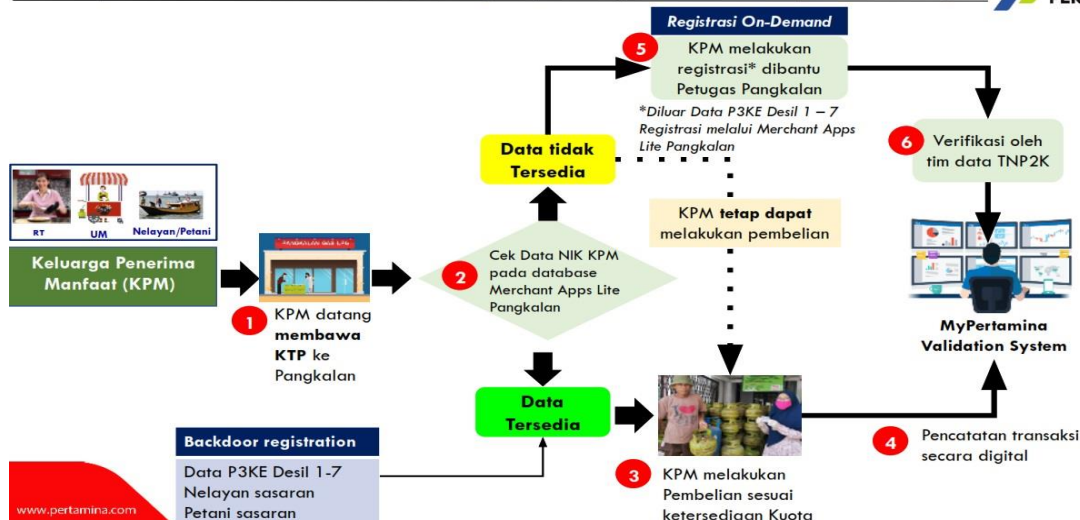 PER
Registrasi On-Demand
5
KPM melakukan
registrasi* dibantu
Petugas Pangkalan
*Diluar Data P3KE Desil 1 – 7
Registrasi melalui Merchant Apps
Lite Pangkalan
6
Verifikasi oleh
tim data TNP2K
Data tidak
Tersedia
KPM tetap dapat
melakukan pembelian
RT
UM
Nelayan/Petani
Keluarga Penerima
Manfaat (KPM)
PANGKALAN GAS LPG
1
KPM datang
membawa
KTP ke
Pangkalan
2
Cek Data NIK KPM
pada database
Merchant Apps Lite
Pangkalan
MyPertamina
Validation System
Data
Tersedia
3
KPM melakukan
Pembelian sesuai
ketersediaan Kuota
4
Pencatatan transaksi
secara digital
Backdoor registration
Data P3KE Desil 1-7
Nelayan sasaran
Petani sasaran
www.pertamina.com